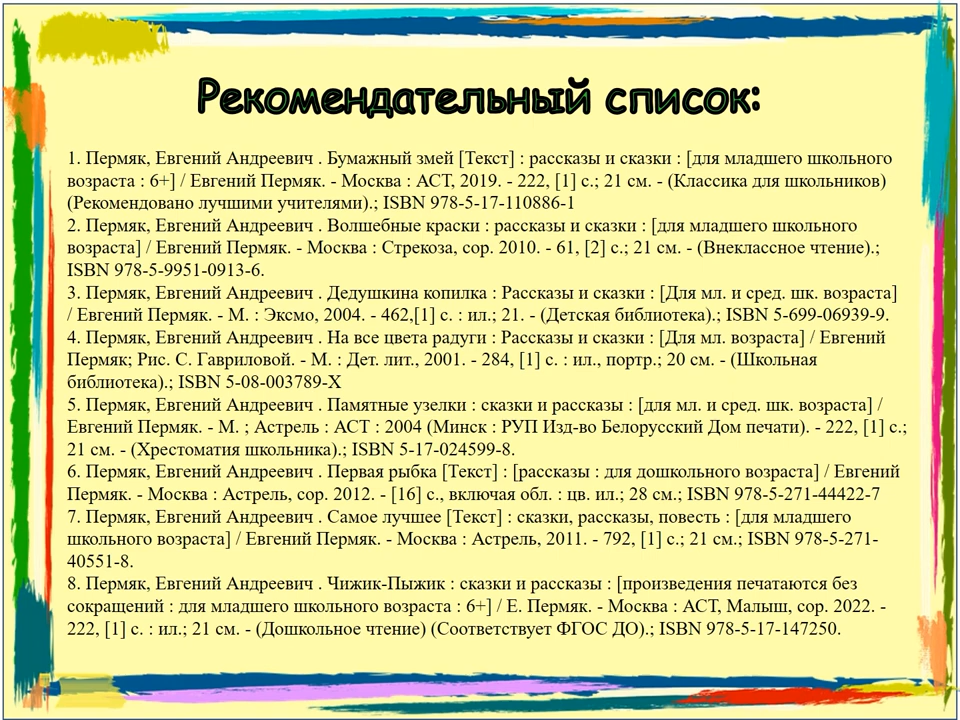 Рекомендательный список:
1. Пермяк, Евгений Андреевич . Бумажный змей [Текст] : рассказы и сказки : [для младшего школьного
возраста : 6+] / Евгений Пермяк. - Москва : АСТ, 2019. - 222, [1] с.; 21 см. - (Классика для школьников)
(Рекомендовано лучшими учителями).; ISBN 978-5-17-110886-1
2. Пермяк, Евгений Андреевич . Волшебные краски : рассказы и сказки : [для младшего школьного
возраста] / Евгений Пермяк. - Москва : Стрекоза, сор. 2010. - 61, [2] с.; 21 см. - (Внеклассное чтение).;
ISBN 978-5-9951-0913-6.
3. Пермяк, Евгений Андреевич . Дедушкина копилка : Рассказы и сказки : [Для мл. и сред. шк. возраста]
/ Евгений Пермяк. - М. : Эксмо, 2004. - 462,[1] с. : ил.; 21. - (Детская библиотека).; ISBN 5-699-06939-9.
4. Пермяк, Евгений Андреевич . На все цвета радуги : Рассказы и сказки : [Для мл. возраста] / Евгений
Пермяк; Рис. С. Гавриловой. - М. : Дет. лит., 2001. - 284, [1] с. : ил., портр.; 20 см. - (Школьная
библиотека).; ISBN 5-08-003789-X
5. Пермяк, Евгений Андреевич . Памятные узелки : сказки и рассказы : [для мл. и сред. шк. возраста] /
Евгений Пермяк. - М. ; Астрель : АСТ : 2004 (Минск : РУП Изд-во Белорусский Дом печати). - 222, [1] с.;
21 см. - (Хрестоматия школьника).; ISBN 5-17-024599-8.
6. Пермяк, Евгений Андреевич . Первая рыбка [Текст] : [рассказы : для дошкольного возраста] / Евгений
Пермяк. - Москва : Астрель, сор. 2012. - [16] с., включая обл. : цв. ил.; 28 см.; ISBN 978-5-271-44422-7
7. Пермяк, Евгений Андреевич . Самое лучшее [Текст] : сказки, рассказы, повесть : [для младшего
школьного возраста] / Евгений Пермяк. - Москва : Астрель, 2011. - 792, [1] с.; 21 см.; ISBN 978-5-271-
40551-8.
8. Пермяк, Евгений Андреевич . Чижик-Пыжик : сказки и рассказы : [произведения печатаются без
сокращений : для младшего школьного возраста : 6+] / Е. Пермяк. - Москва : АСТ, Малыш, сор. 2022. -
222, [1] с. : ил.; 21 см. - (Дошкольное чтение) (Соответствует ФГОС ДО).; ISBN 978-5-17-147250.